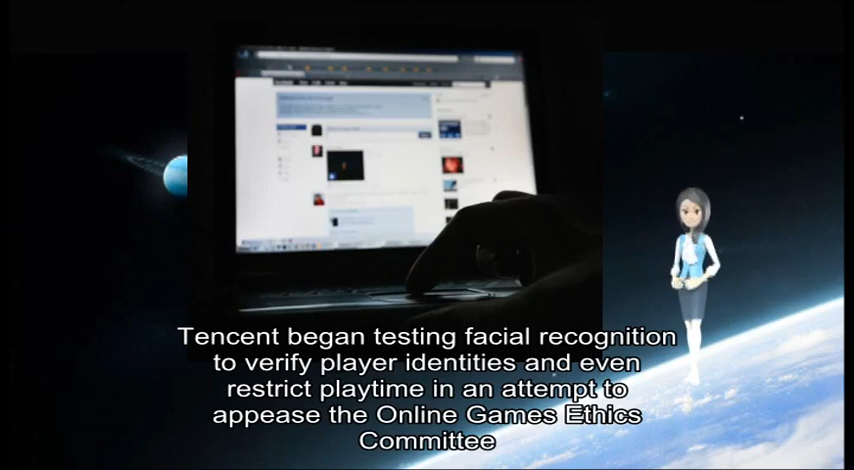 Tencent began testing facial recognition
to verify player identities and even
restrict playtime in an attempt to
appease the Online Games Ethics
Committee